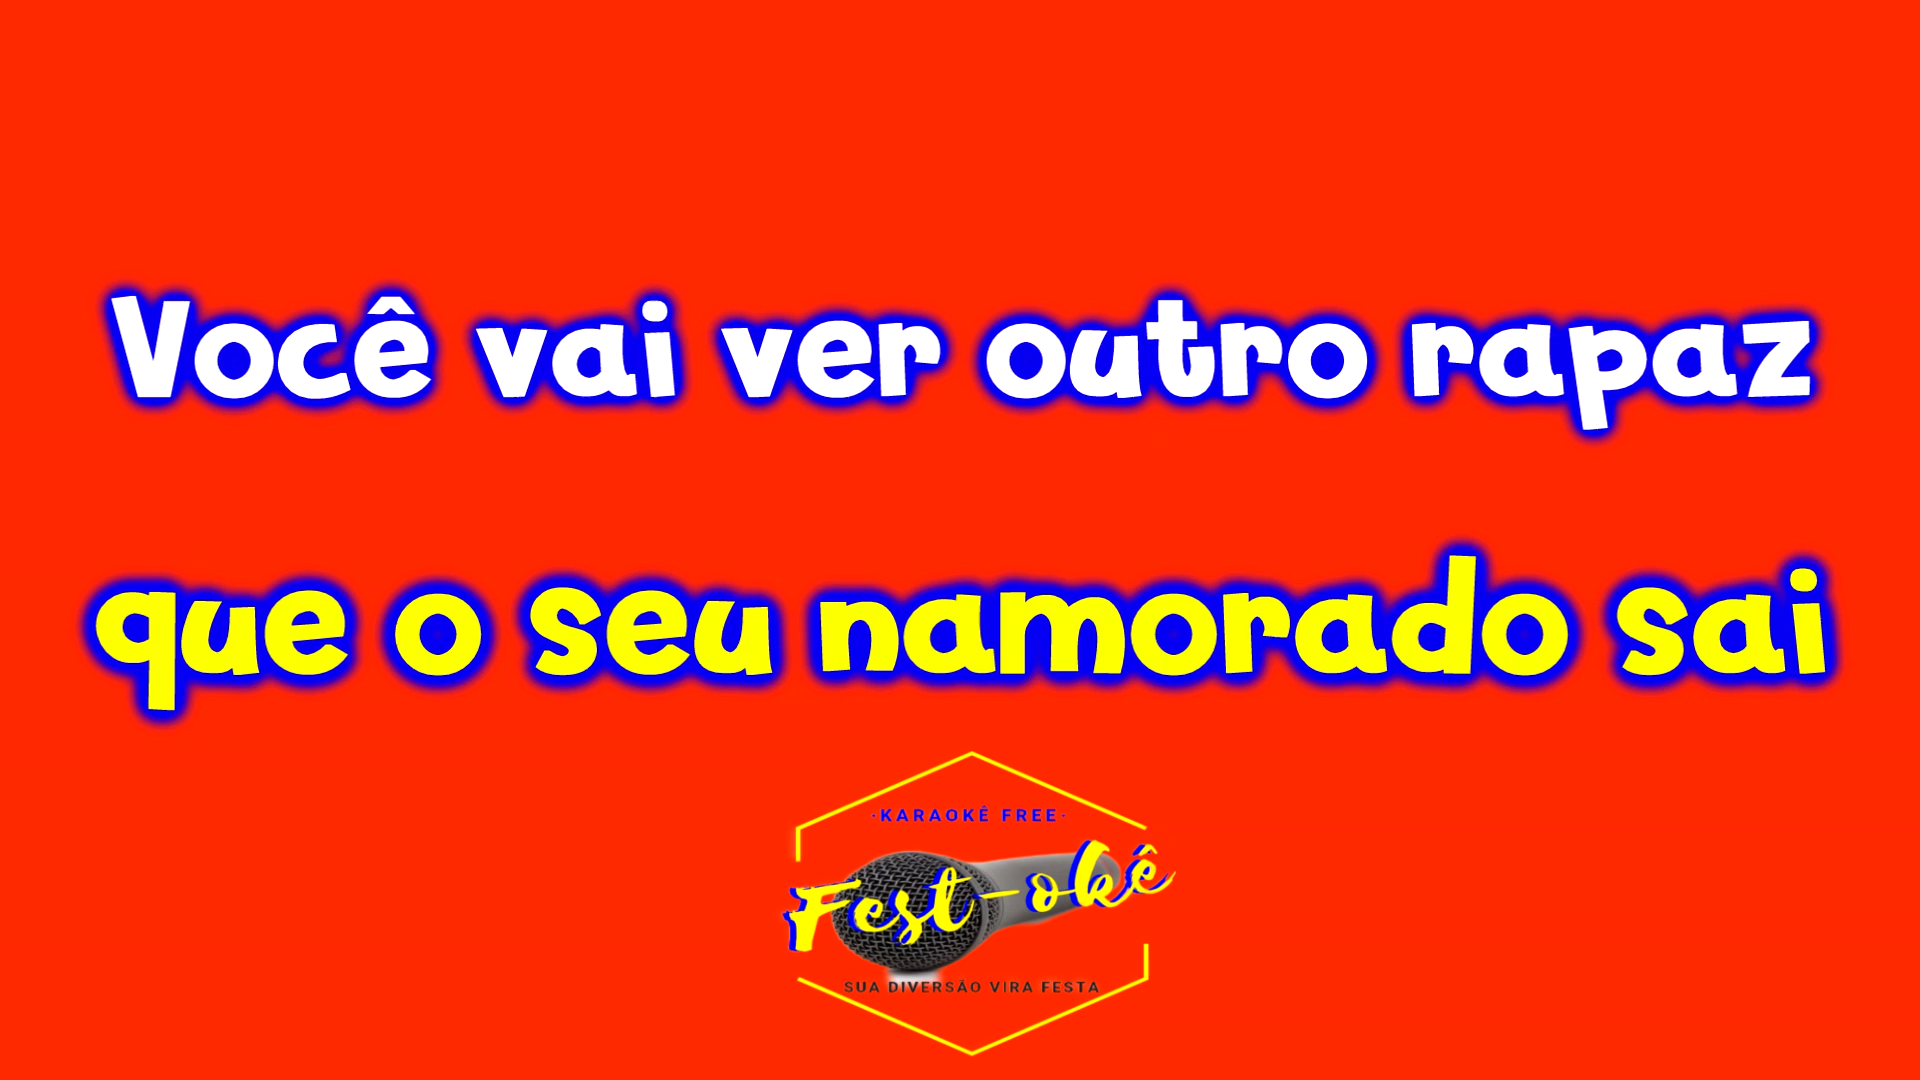 Você vai ver outro rapaz
que o seu namorado sai
·KARAOKÊ FREE·
Fest-okê
SUA DIVERSÃO VIRA FESTA